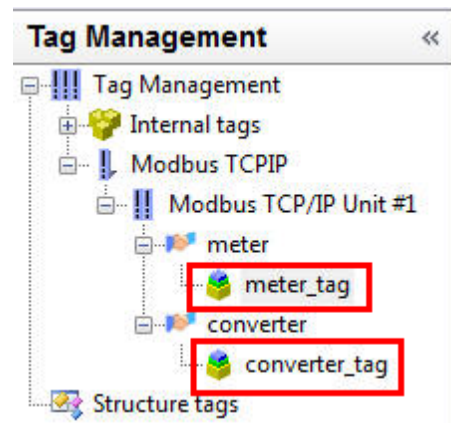 Tag Management «
Tag Management
Internal tags
Modbus TCPIP
Modbus TCP/IP Unit #1
meter
meter_tag
converter
converter_tag
Structure tags